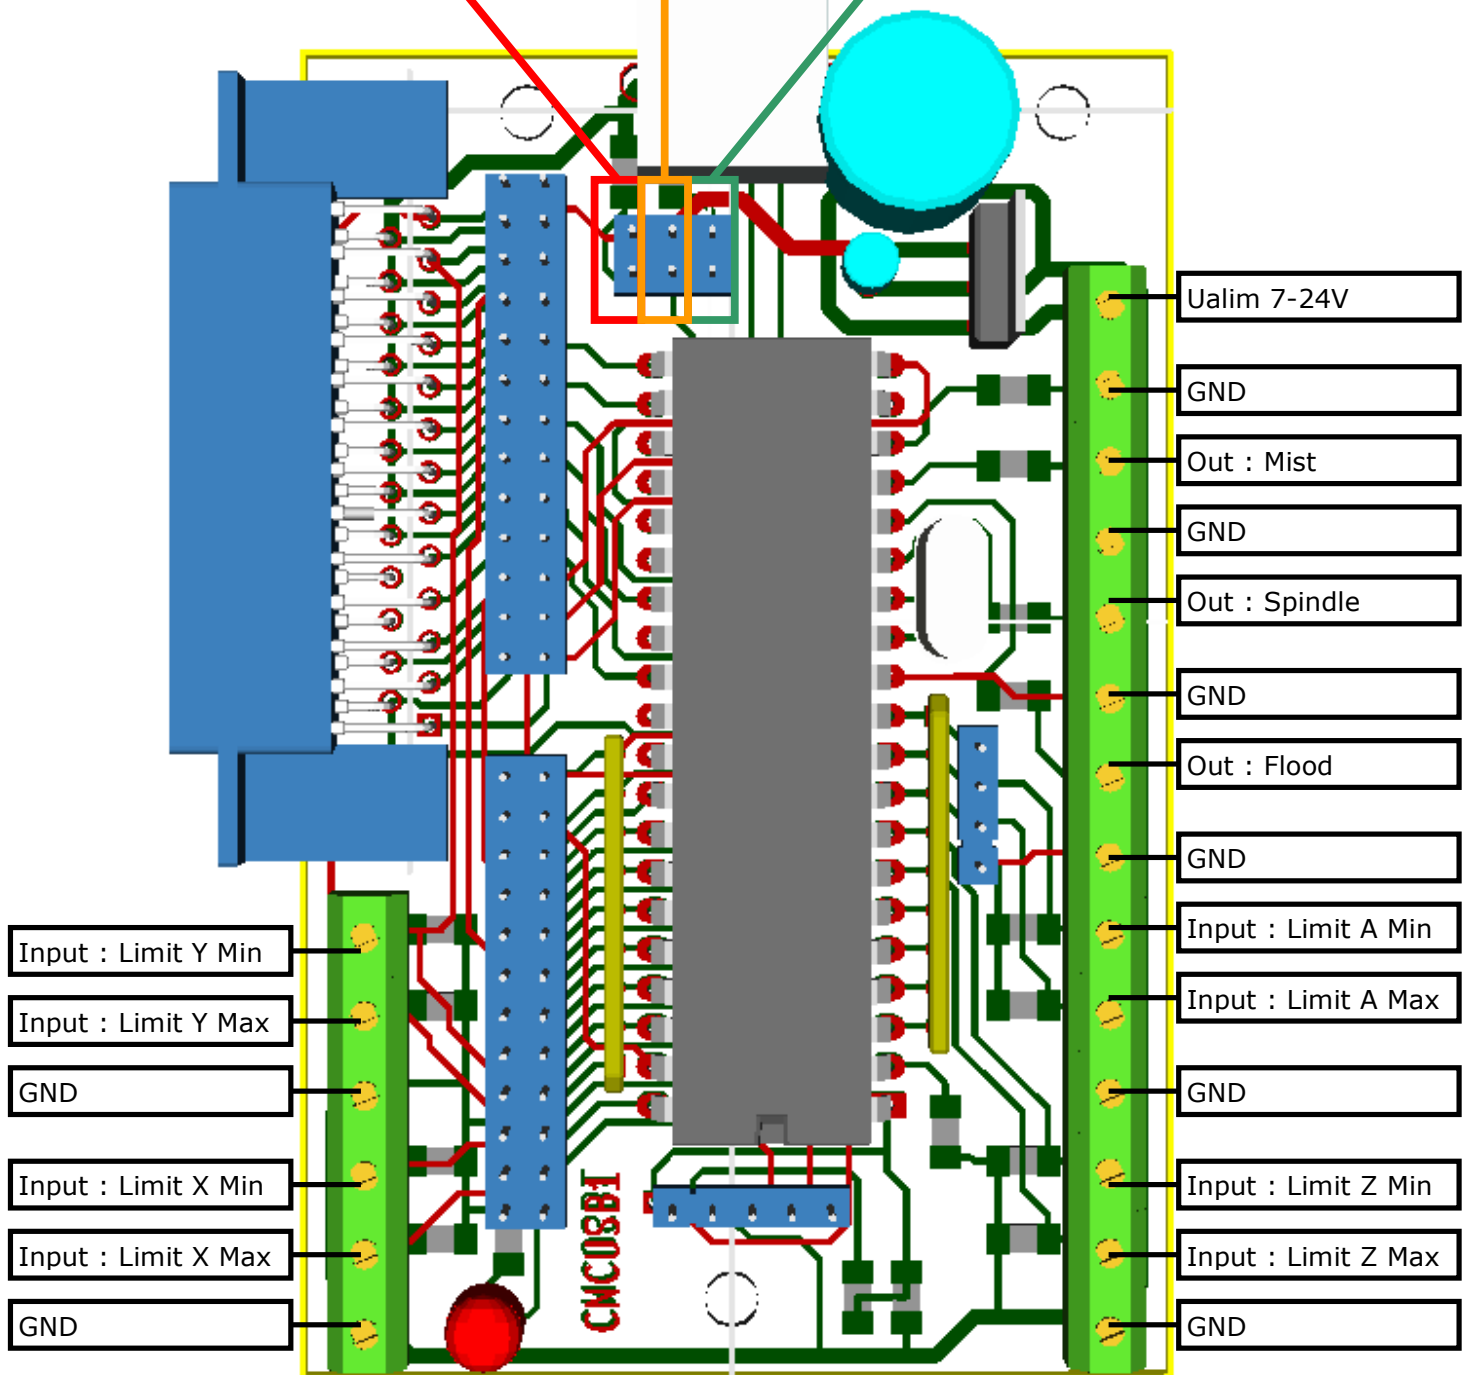 Ualim 7-24V
GND
Out : Mist
GND
Out : Spindle
GND
Out : Flood
GND
Input : Limit A Min
Input : Limit A Max
GND
Input : Limit Z Min
Input : Limit Z Max
GND
Input : Limit Y Min
Input : Limit Y Max
GND
Input : Limit X Min
Input : Limit X Max
GND
CNC08B1